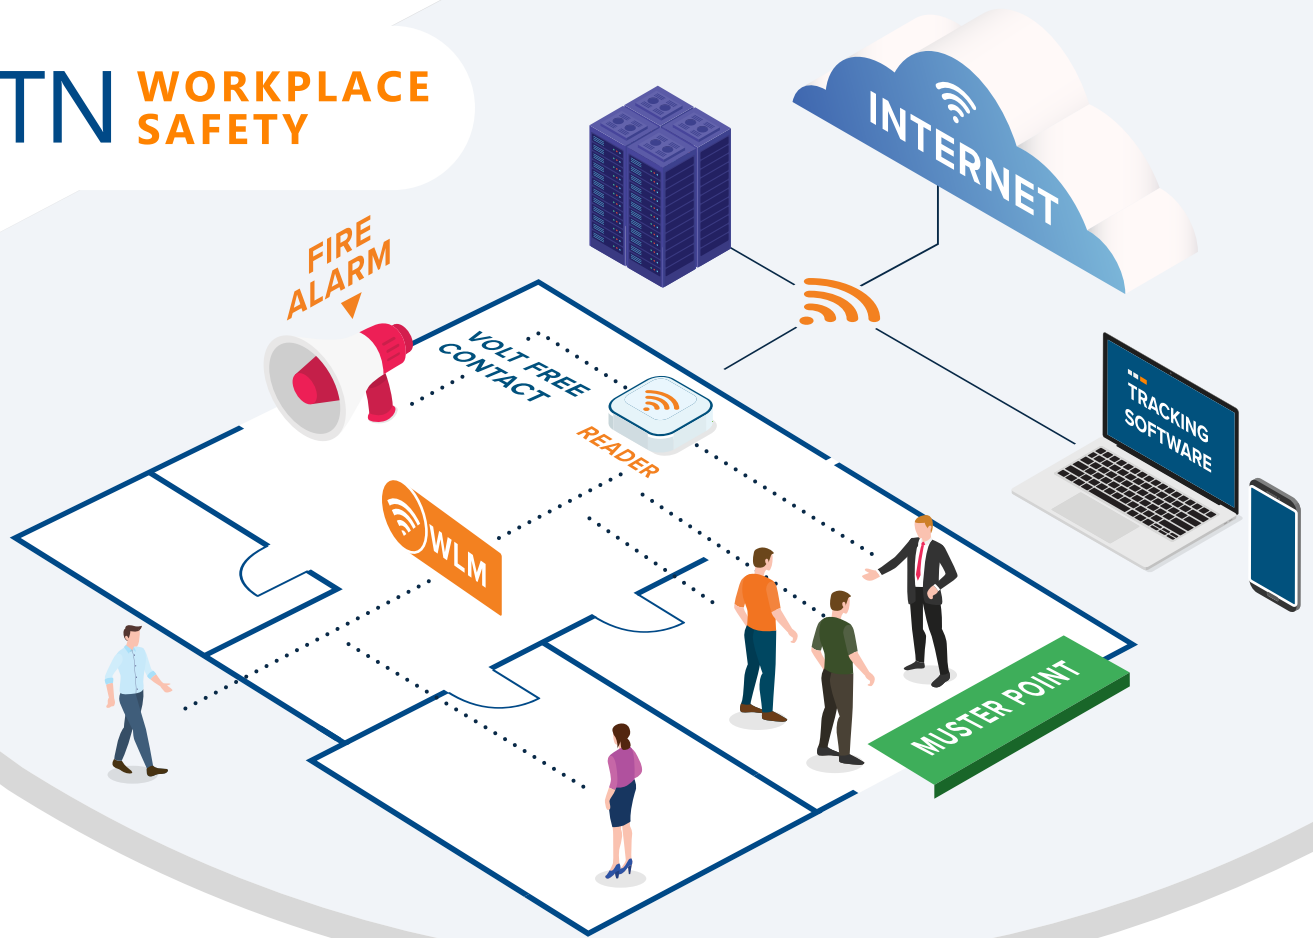 TN WORKPLACE
SAFETY
INTERNET
FIRE
ALARM
VOLT FREE
CONTACT
READER
TRACKING
SOFTWARE
WLM
MUSTER POINT